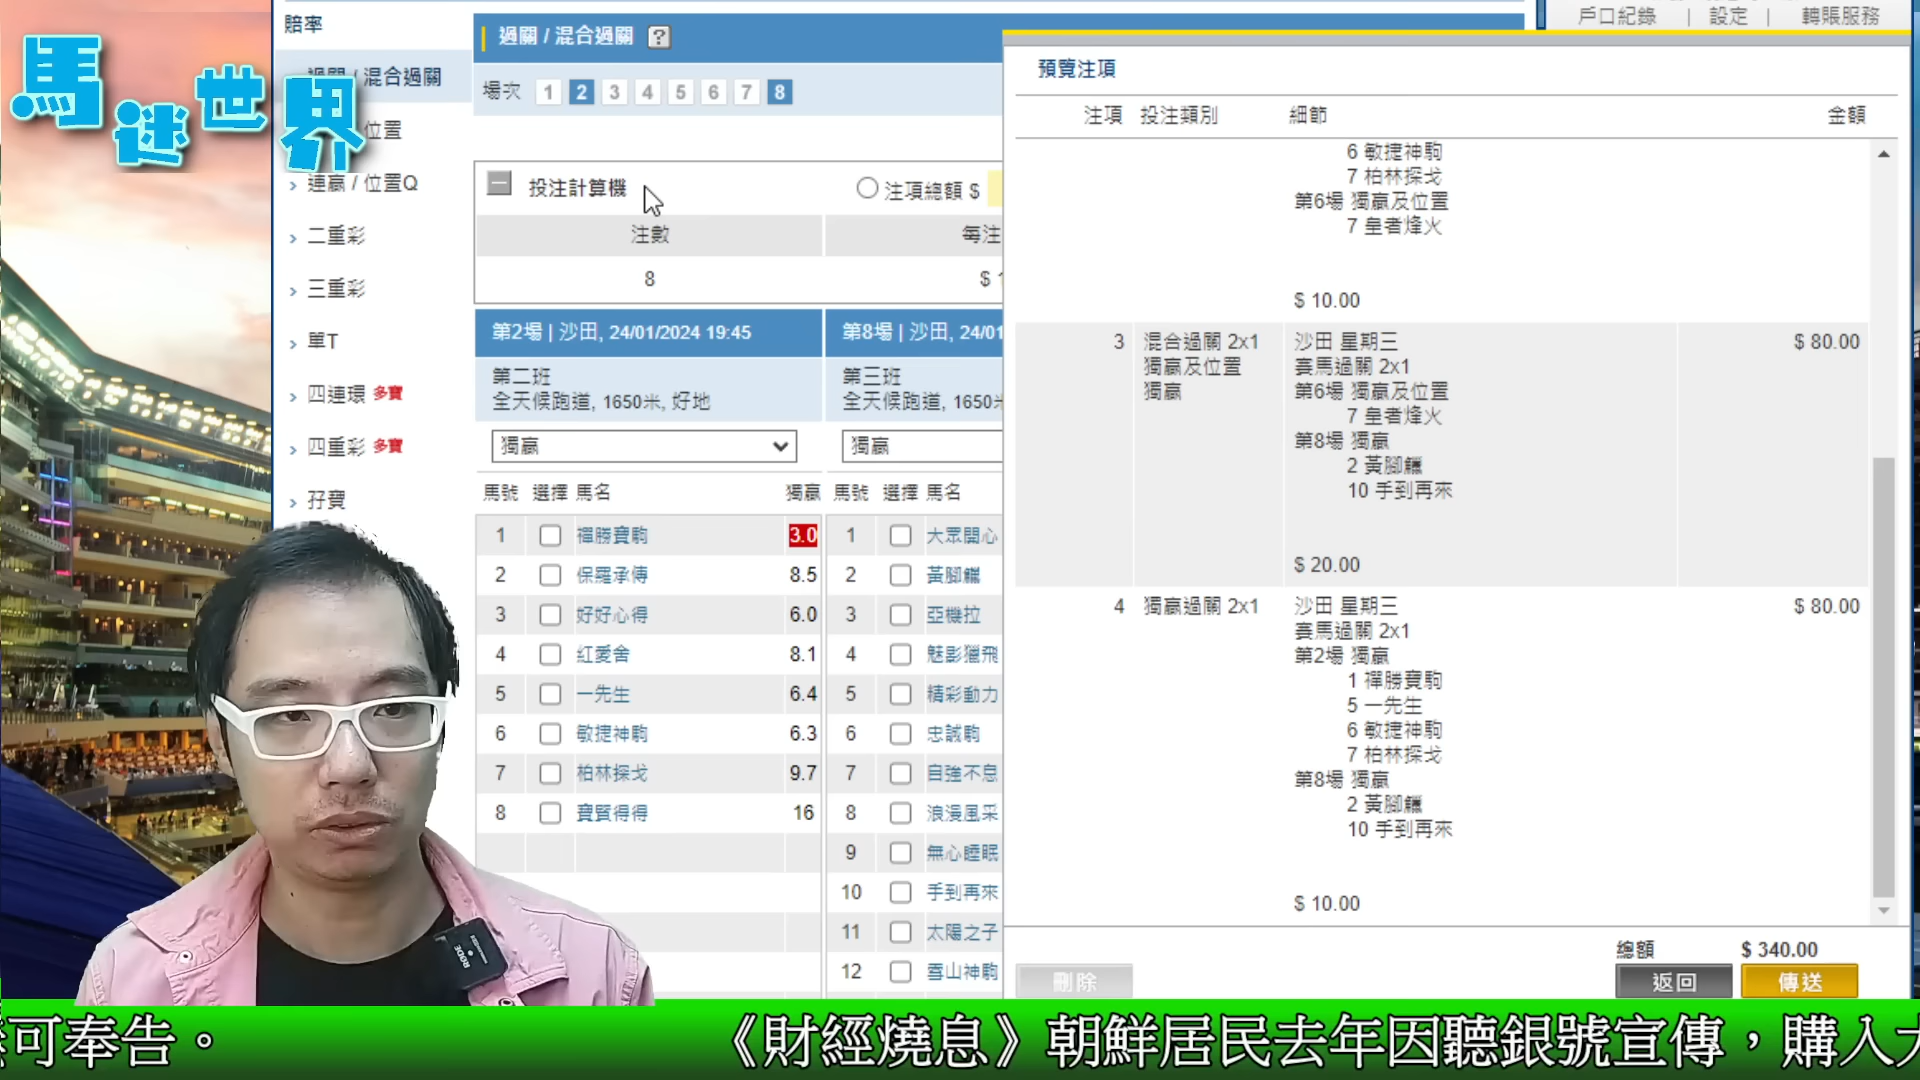 馬迷世界
賠率
過關 / 混合過關
位置
連贏 / 位置Q
二重彩
三重彩
單T
四連環 多寶
四重彩 多寶
孖寶
過關 / 混合過關 ?
場次 1 2 3 4 5 6 7 8
投注計算機
注項總額 $
注數
每注
8
$ 1
第2場 | 沙田, 24/01/2024 19:45
第二班
全天候跑道, 1650米, 好地
獨贏
馬號 選擇 馬名 獨贏
1 禪勝寶駒 3.0
2 保羅承傳 8.5
3 好好心得 6.0
4 紅愛舍 8.1
5 一先生 6.4
6 敏捷神駒 6.3
7 柏林探戈 9.7
8 寶賢得得 16
第8場 | 沙田, 24/01
第三班
全天候跑道, 1650米
獨贏
馬號 選擇 馬名
1 大眾開心
2 黃腳鱲
3 亞機拉
4 魅影獵飛
5 精彩動力
6 忠誠駒
7 自強不息
8 浪漫風采
9 無心睡眠
10 手到再來
11 太陽之子
12 雪山神駒
戶口紀錄 | 設定 | 轉賬服務
預覽注項
注項 投注類別 細節 金額
6 敏捷神駒
7 柏林探戈
第6場 獨贏及位置
7 皇者烽火
$ 10.00
3 混合過關 2x1 沙田 星期三 $ 80.00
獨贏及位置 賽馬過關 2x1
獨贏 第6場 獨贏及位置
7 皇者烽火
第8場 獨贏
2 黃腳鱲
10 手到再來
$ 20.00
4 獨贏過關 2x1 沙田 星期三 $ 80.00
賽馬過關 2x1
第2場 獨贏
1 禪勝寶駒
5 一先生
6 敏捷神駒
7 柏林探戈
第8場 獨贏
2 黃腳鱲
10 手到再來
$ 10.00
總額 $ 340.00
刪除 返回 傳送
RODE
可奉告。 《財經燒息》朝鮮居民去年因聽銀號宣傳，購入